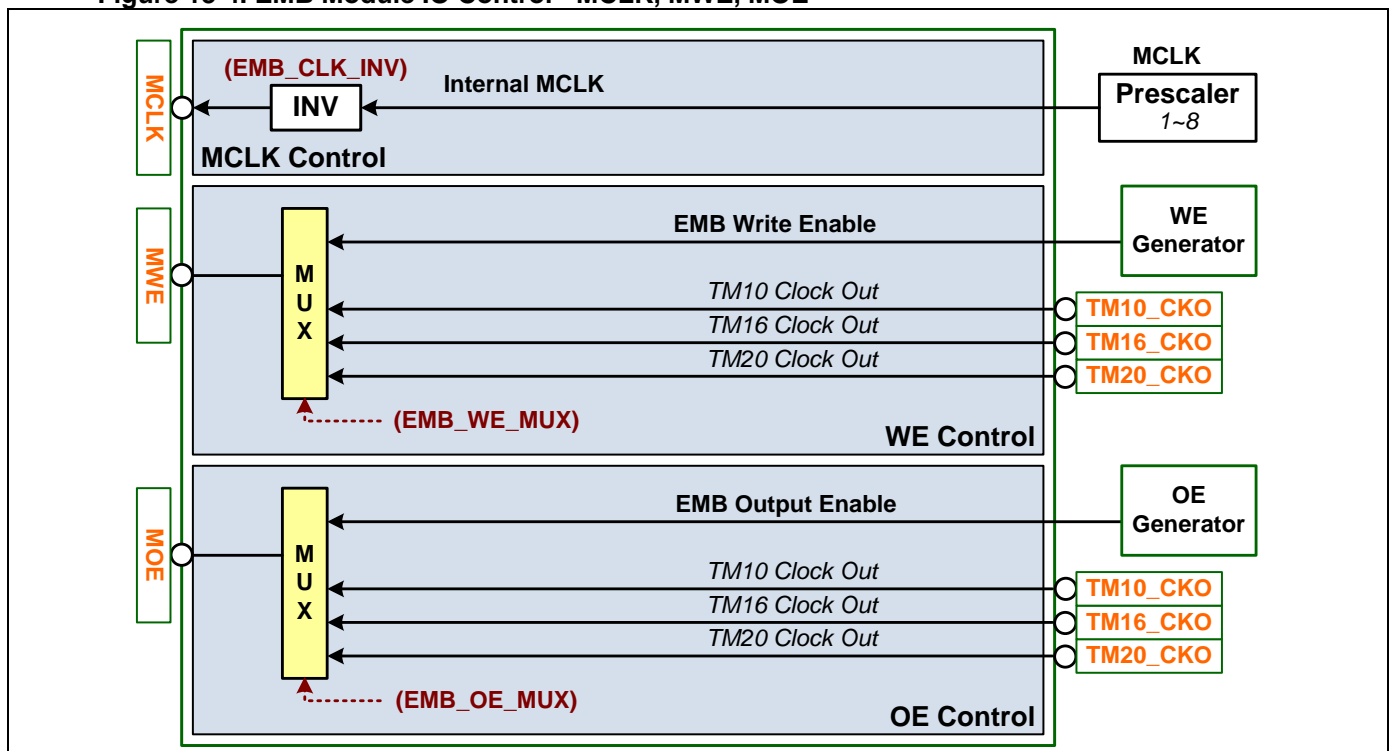 MCLK
(EMB_CLK_INV)
Internal MCLK
MCLK
INV
Prescaler
1~8
MCLK Control
MWE
EMB Write Enable
WE
Generator
M
U
X
TM10 Clock Out
TM10_CKO
TM16 Clock Out
TM16_CKO
TM20 Clock Out
TM20_CKO
(EMB_WE_MUX)
WE Control
MOE
EMB Output Enable
OE
Generator
M
U
X
TM10 Clock Out
TM10_CKO
TM16 Clock Out
TM16_CKO
TM20 Clock Out
TM20_CKO
(EMB_OE_MUX)
OE Control